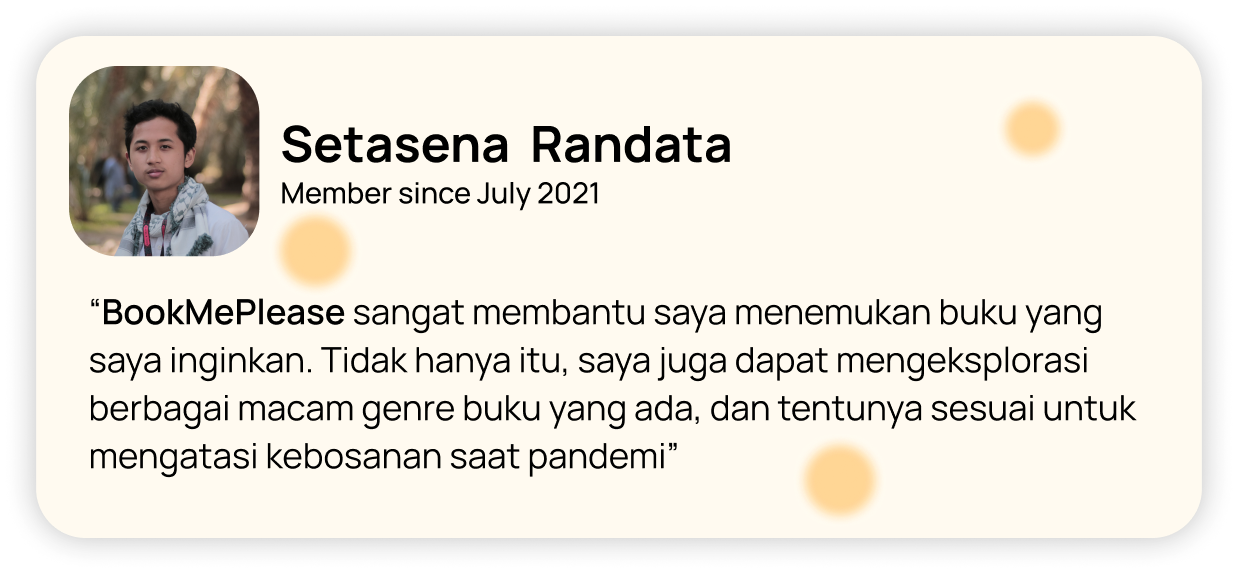 Setasena Randata
Member since July 2021
“BookMePlease sangat membantu saya menemukan buku yang
saya inginkan. Tidak hanya itu, saya juga dapat mengeksplorasi
berbagai macam genre buku yang ada, dan tentunya sesuai untuk
mengatasi kebosanan saat pandemi”